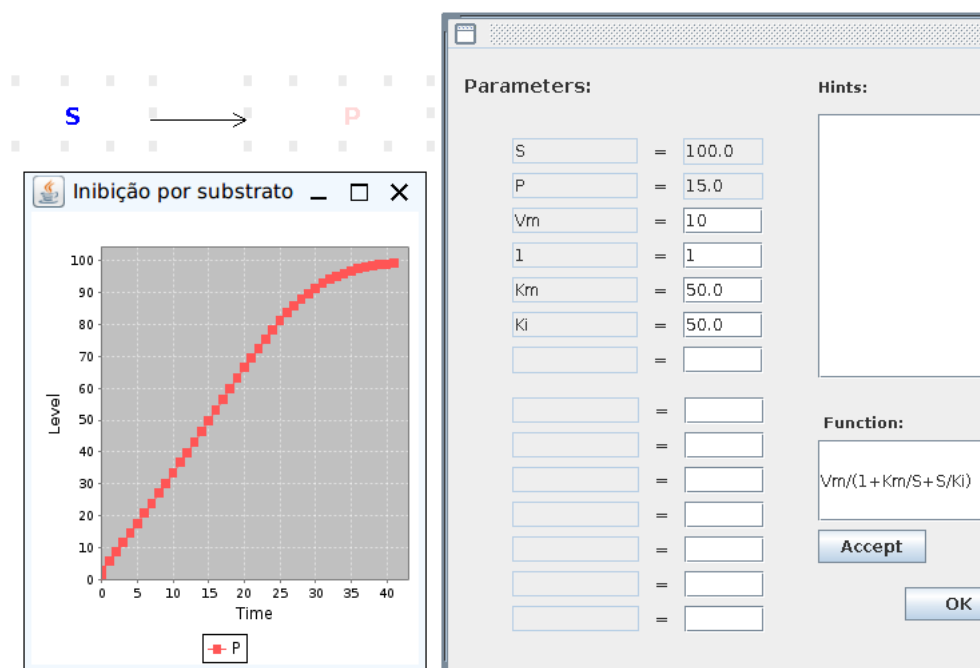 S P
Inibição por substrato
100
90
80
70
60
50
40
30
20
10
0
Level
0 5 10 15 20 25 30 35 40
Time
P
Parameters:
S = 100.0
P = 15.0
Vm = 10
1 = 1
Km = 50.0
Ki = 50.0
=
=
=
=
=
=
=
=
Hints:
Function:
Vm/(1+Km/S+S/Ki)
Accept
OK